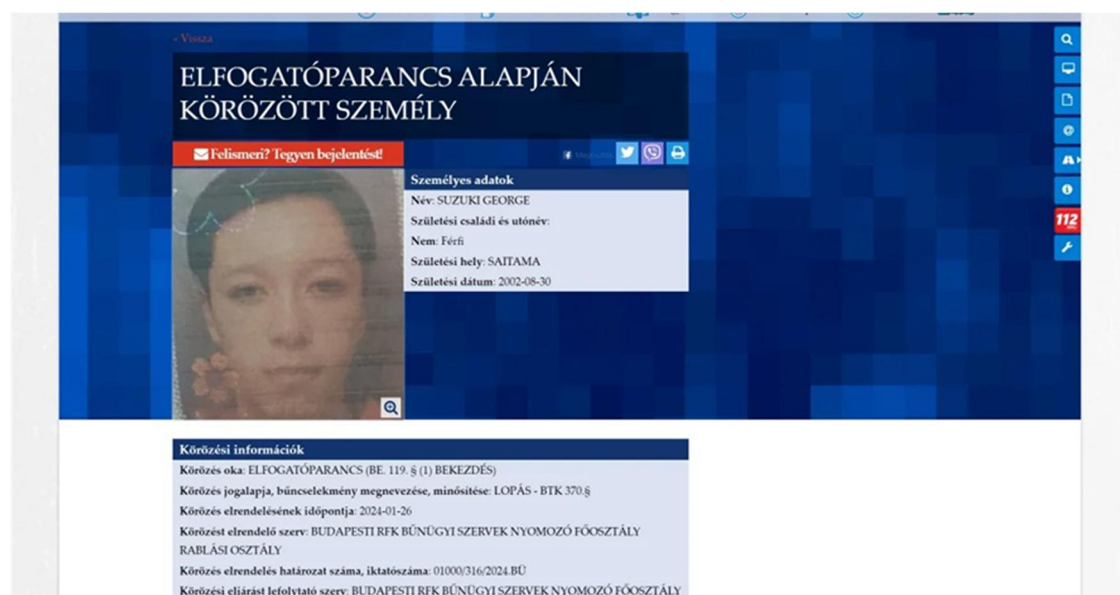 « Vissza
ELFOGATÓPARANCS ALAPJÁN
KÖRÖZÖTT SZEMÉLY
Felismeri? Tegyen bejelentést!
Személyes adatok
Név: SUZUKI GEORGE
Születési családi és utónév:
Nem: Férfi
Születési hely: SAITAMA
Születési dátum: 2002-08-30
112
Körözési információk
Körözés oka: ELFOGATÓPARANCS (BE. 119. § (1) BEKEZDÉS)
Körözés jogalapja, bűncselekmény megnevezése, minősítése: LOPÁS - BTK 370.§
Körözés elrendelésének időpontja: 2024-01-26
Körözést elrendelő szerv: BUDAPESTI RFK BŰNÜGYI SZERVEK NYOMOZÓ FŐOSZTÁLY
RABLÁSI OSZTÁLY
Körözés elrendelés határozat száma, iktatószáma: 01000/316/2024.BÜ
Körözési eljárást lefolytató szerv: BUDAPESTI RFK BŰNÜGYI SZERVEK NYOMOZÓ FŐOSZTÁLY